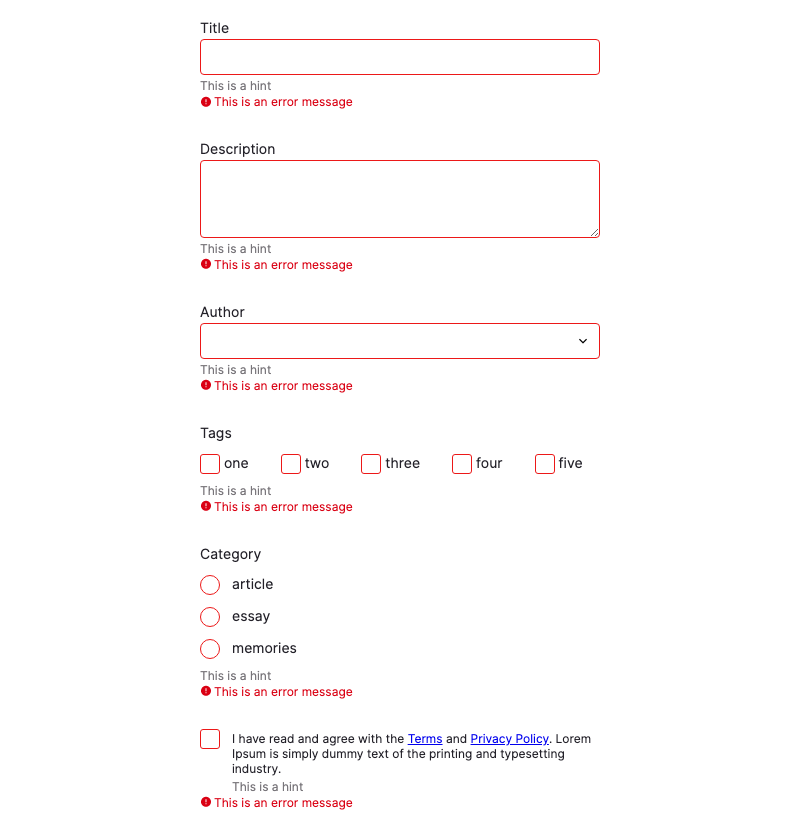 Title
This is a hint
This is an error message
Description
This is a hint
This is an error message
Author
This is a hint
This is an error message
Tags
one two three four five
This is a hint
This is an error message
Category
article
essay
memories
This is a hint
This is an error message
I have read and agree with the Terms and Privacy Policy. Lorem
Ipsum is simply dummy text of the printing and typesetting
industry.
This is a hint
This is an error message